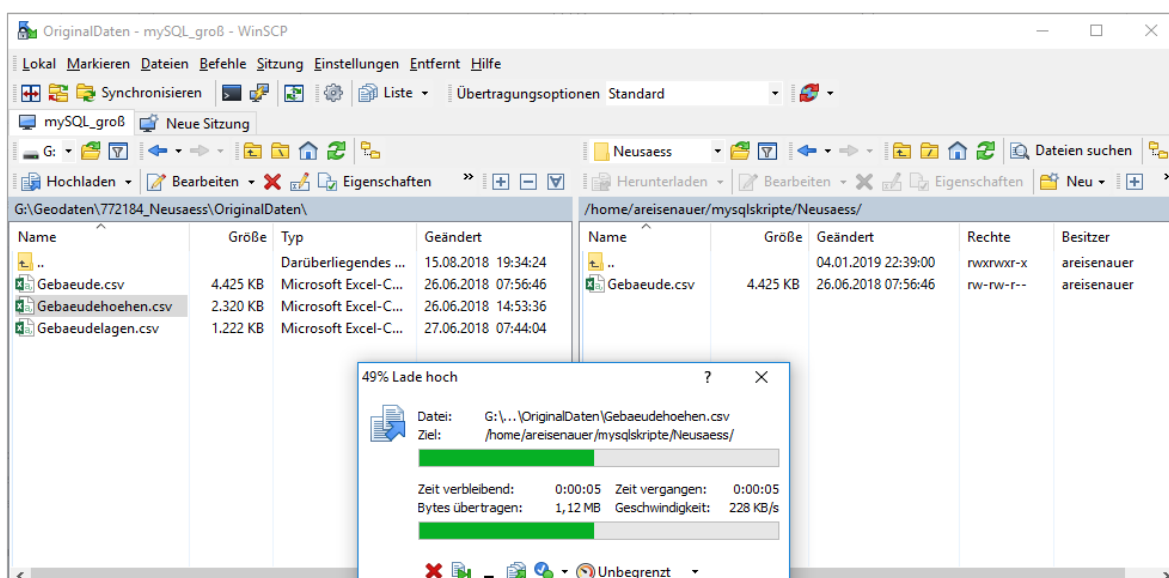 OriginalDaten - mySQL_groß - WinSCP
Lokal Markieren Dateien Befehle Sitzung Einstellungen Entfernt Hilfe
Synchronisieren Liste Übertragungsoptionen Standard
mySQL_groß Neue Sitzung
G: Neusaess Dateien suchen
Hochladen Bearbeiten Eigenschaften » Herunterladen Bearbeiten Eigenschaften Neu »
G:\Geodaten\772184_Neusaess\OriginalDaten\ /home/areisenauer/mysqlskripte/Neusaess/
Name Größe Typ Geändert Name Größe Geändert Rechte Besitzer
.. Darüberliegendes ... 15.08.2018 19:34:24 .. 04.01.2019 22:39:00 rwxrwxr-x areisenauer
Gebaeude.csv 4.425 KB Microsoft Excel-C... 26.06.2018 07:56:46 Gebaeude.csv 4.425 KB 26.06.2018 07:56:46 rw-rw-r-- areisenauer
Gebaeudehoehen.csv 2.320 KB Microsoft Excel-C... 26.06.2018 14:53:36
Gebaeudelagen.csv 1.222 KB Microsoft Excel-C... 27.06.2018 07:44:04
49% Lade hoch ?
Datei: G:\...\OriginalDaten\Gebaeudehoehen.csv
Ziel: /home/areisenauer/mysqlskripte/Neusaess/
Zeit verbleibend: 0:00:05 Zeit vergangen: 0:00:05
Bytes übertragen: 1,12 MB Geschwindigkeit: 228 KB/s
Unbegrenzt